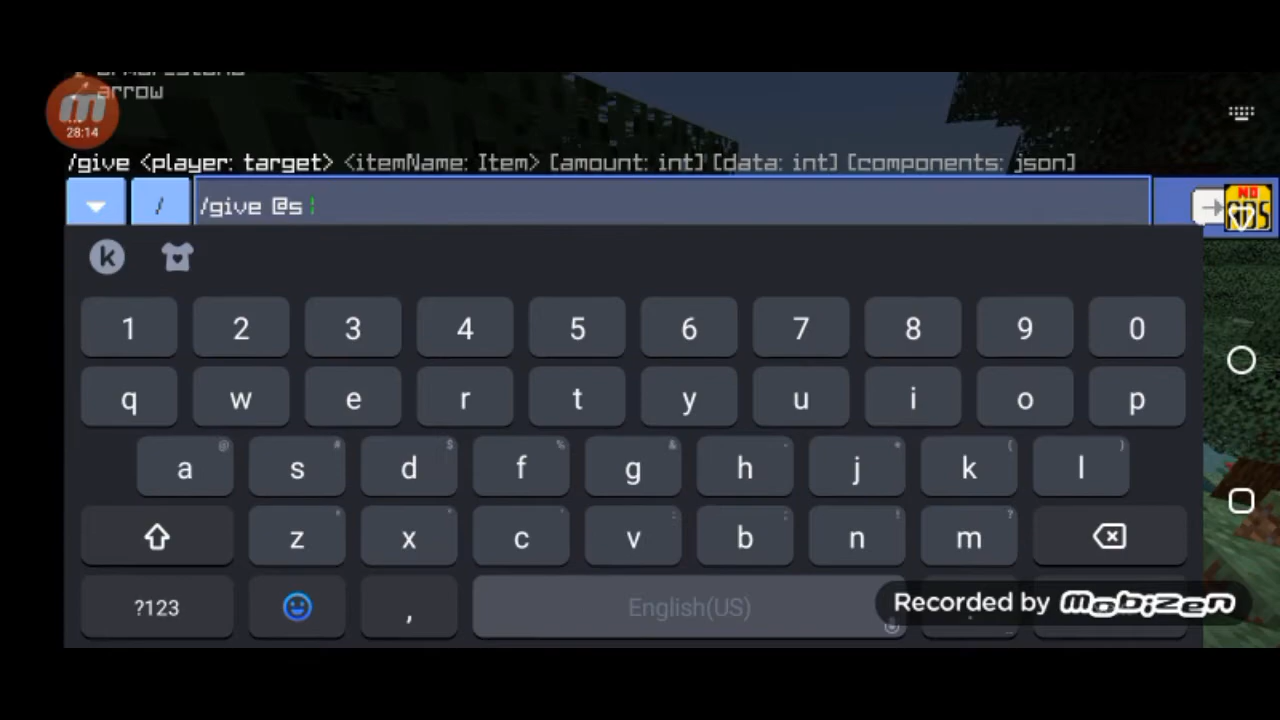 arrow
28:14
/give <player: target> <itemName: Item> [amount: int] [data: int] [components: json]
/
/give @s
NO
k
1 2 3 4 5 6 7 8 9 0
q w e r t y u i o p
a s d f g h j k l
z x c v b n m
?123 , English(US)
Recorded by mobizen